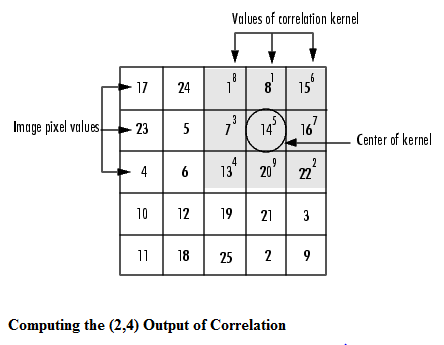 Values of correlation kernel
17 24 1 8 8 1 15 6
Image pixel values 23 5 7 3 14 5 16 7
Center of kernel
4 6 13 4 20 9 22 2
10 12 19 21 3
11 18 25 2 9
Computing the (2,4) Output of Correlation